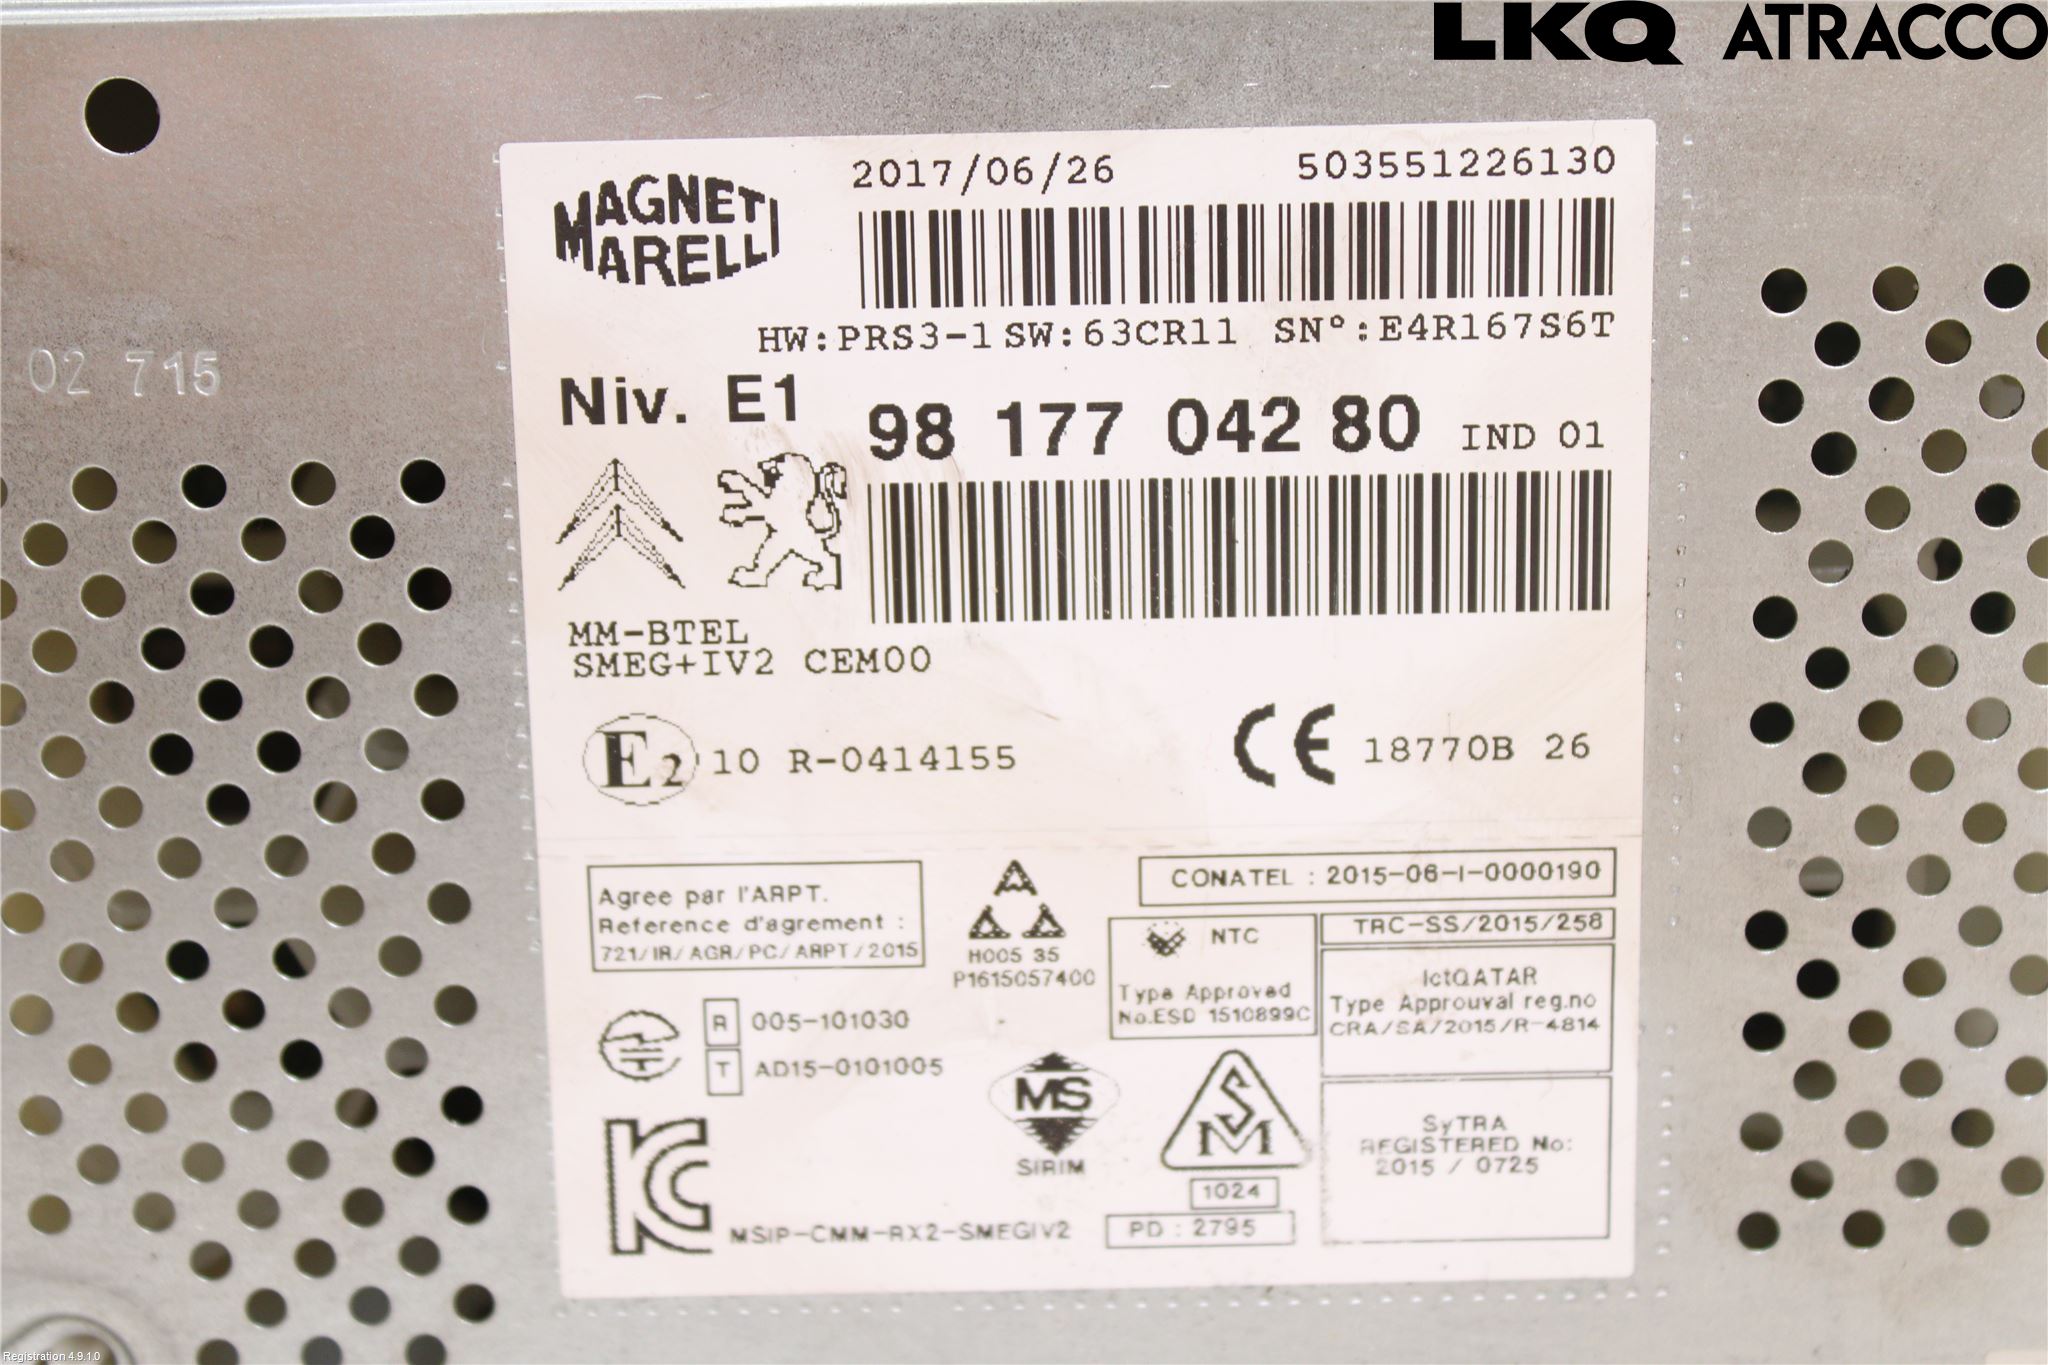 LKQ ATRACCO
MAGNETI
MARELLI
2017/06/26 503551226130
HW:PRS3-1 SW:63CR11 SN°:E4R167S6T
Niv. E1
98 177 042 80 IND 01
MM-BTEL
SMEG+IV2 CEM00
E2 10 R-0414155
CE 18770B 26
Agree par l'ARPT.
Reference d'agrement :
721/IR/AGR/PC/ARPT/2015
H005 35
P1615057400
CONATEL : 2015-06-I-0000190
NTC
Type Approved
No.ESD 1510899C
TRC-SS/2015/258
IctQATAR
Type Approuval reg.no
CRA/SA/2015/R-4814
R 005-101030
T AD15-0101005
MS
SIRIM
SM
1024
PD : 2795
SyTRA
REGISTERED No:
2015 / 0725
KC
MSIP-CMM-RX2-SMEGIV2
02 715
Registration 4.9.1.0